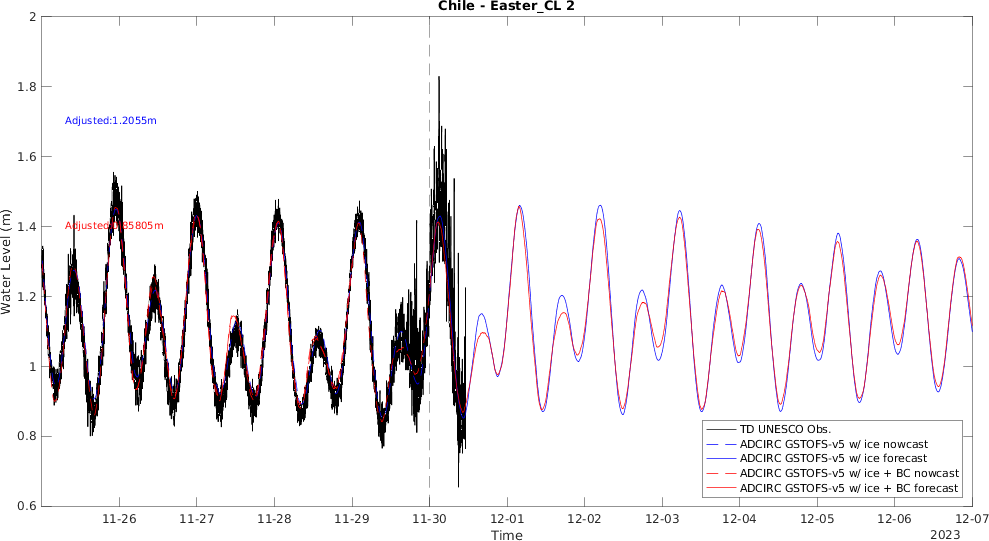 Chile - Easter_CL 2
2
1.8
1.6
1.4
1.2
1
0.8
0.6
Water Level (m)
Adjusted:1.2055m
Adjusted:0.85805m
11-26
11-27
11-28
11-29
11-30
12-01
12-02
12-03
12-04
12-05
12-06
12-07
Time
2023
TD UNESCO Obs.
ADCIRC GSTOFS-v5 w/ ice nowcast
ADCIRC GSTOFS-v5 w/ ice forecast
ADCIRC GSTOFS-v5 w/ ice + BC nowcast
ADCIRC GSTOFS-v5 w/ ice + BC forecast